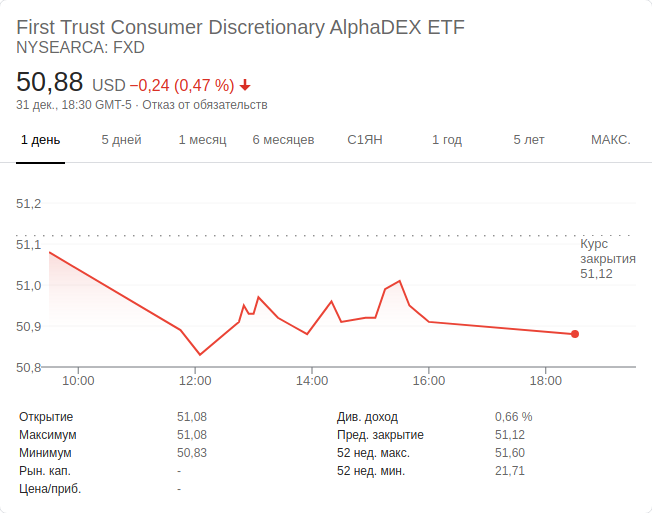 First Trust Consumer Discretionary AlphaDEX ETF
NYSEARCA: FXD
50,88 USD −0,24 (0,47 %)
31 дек., 18:30 GMT-5 · Отказ от обязательств
1 день 5 дней 1 месяц 6 месяцев С1ЯН 1 год 5 лет МАКС.
51,2
51,1
51,0
50,9
50,8
Курс
закрытия
51,12
10:00 12:00 14:00 16:00 18:00
Открытие 51,08 Див. доход 0,66 %
Максимум 51,08 Пред. закрытие 51,12
Минимум 50,83 52 нед. макс. 51,60
Рын. кап. - 52 нед. мин. 21,71
Цена/приб. -